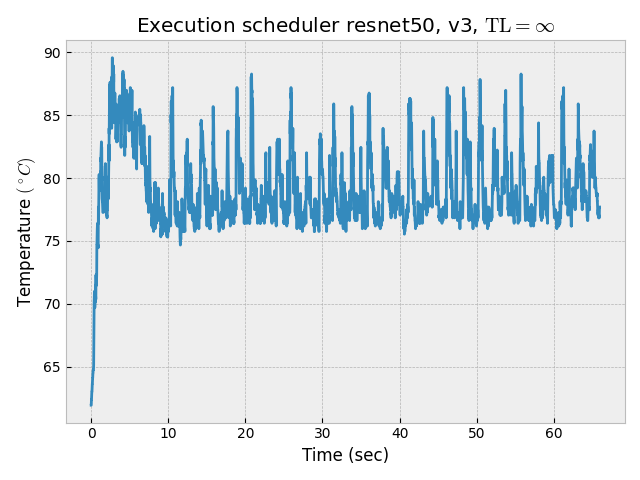 Execution scheduler resnet50, v3, TL = ∞
Temperature (°C)
90
85
80
75
70
65
0 10 20 30 40 50 60
Time (sec)